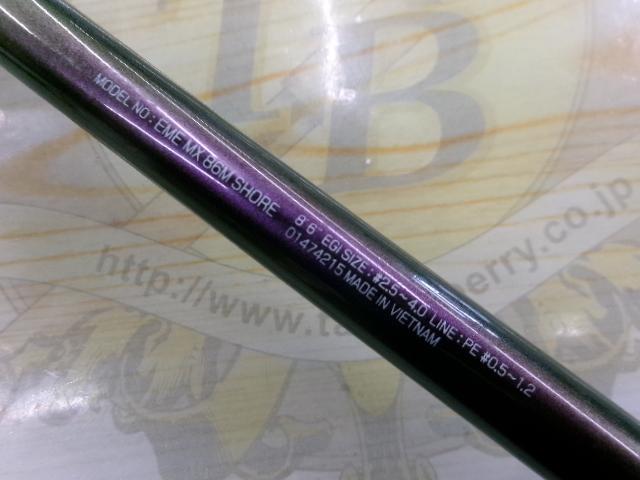 TB
MODEL NO : EME MX 86M SHORE
8'6" EGI SIZE : #2.5~4.0 LINE : PE #0.5~1.2
01474215 MADE IN VIETNAM
http://www.ta erry.co.jp